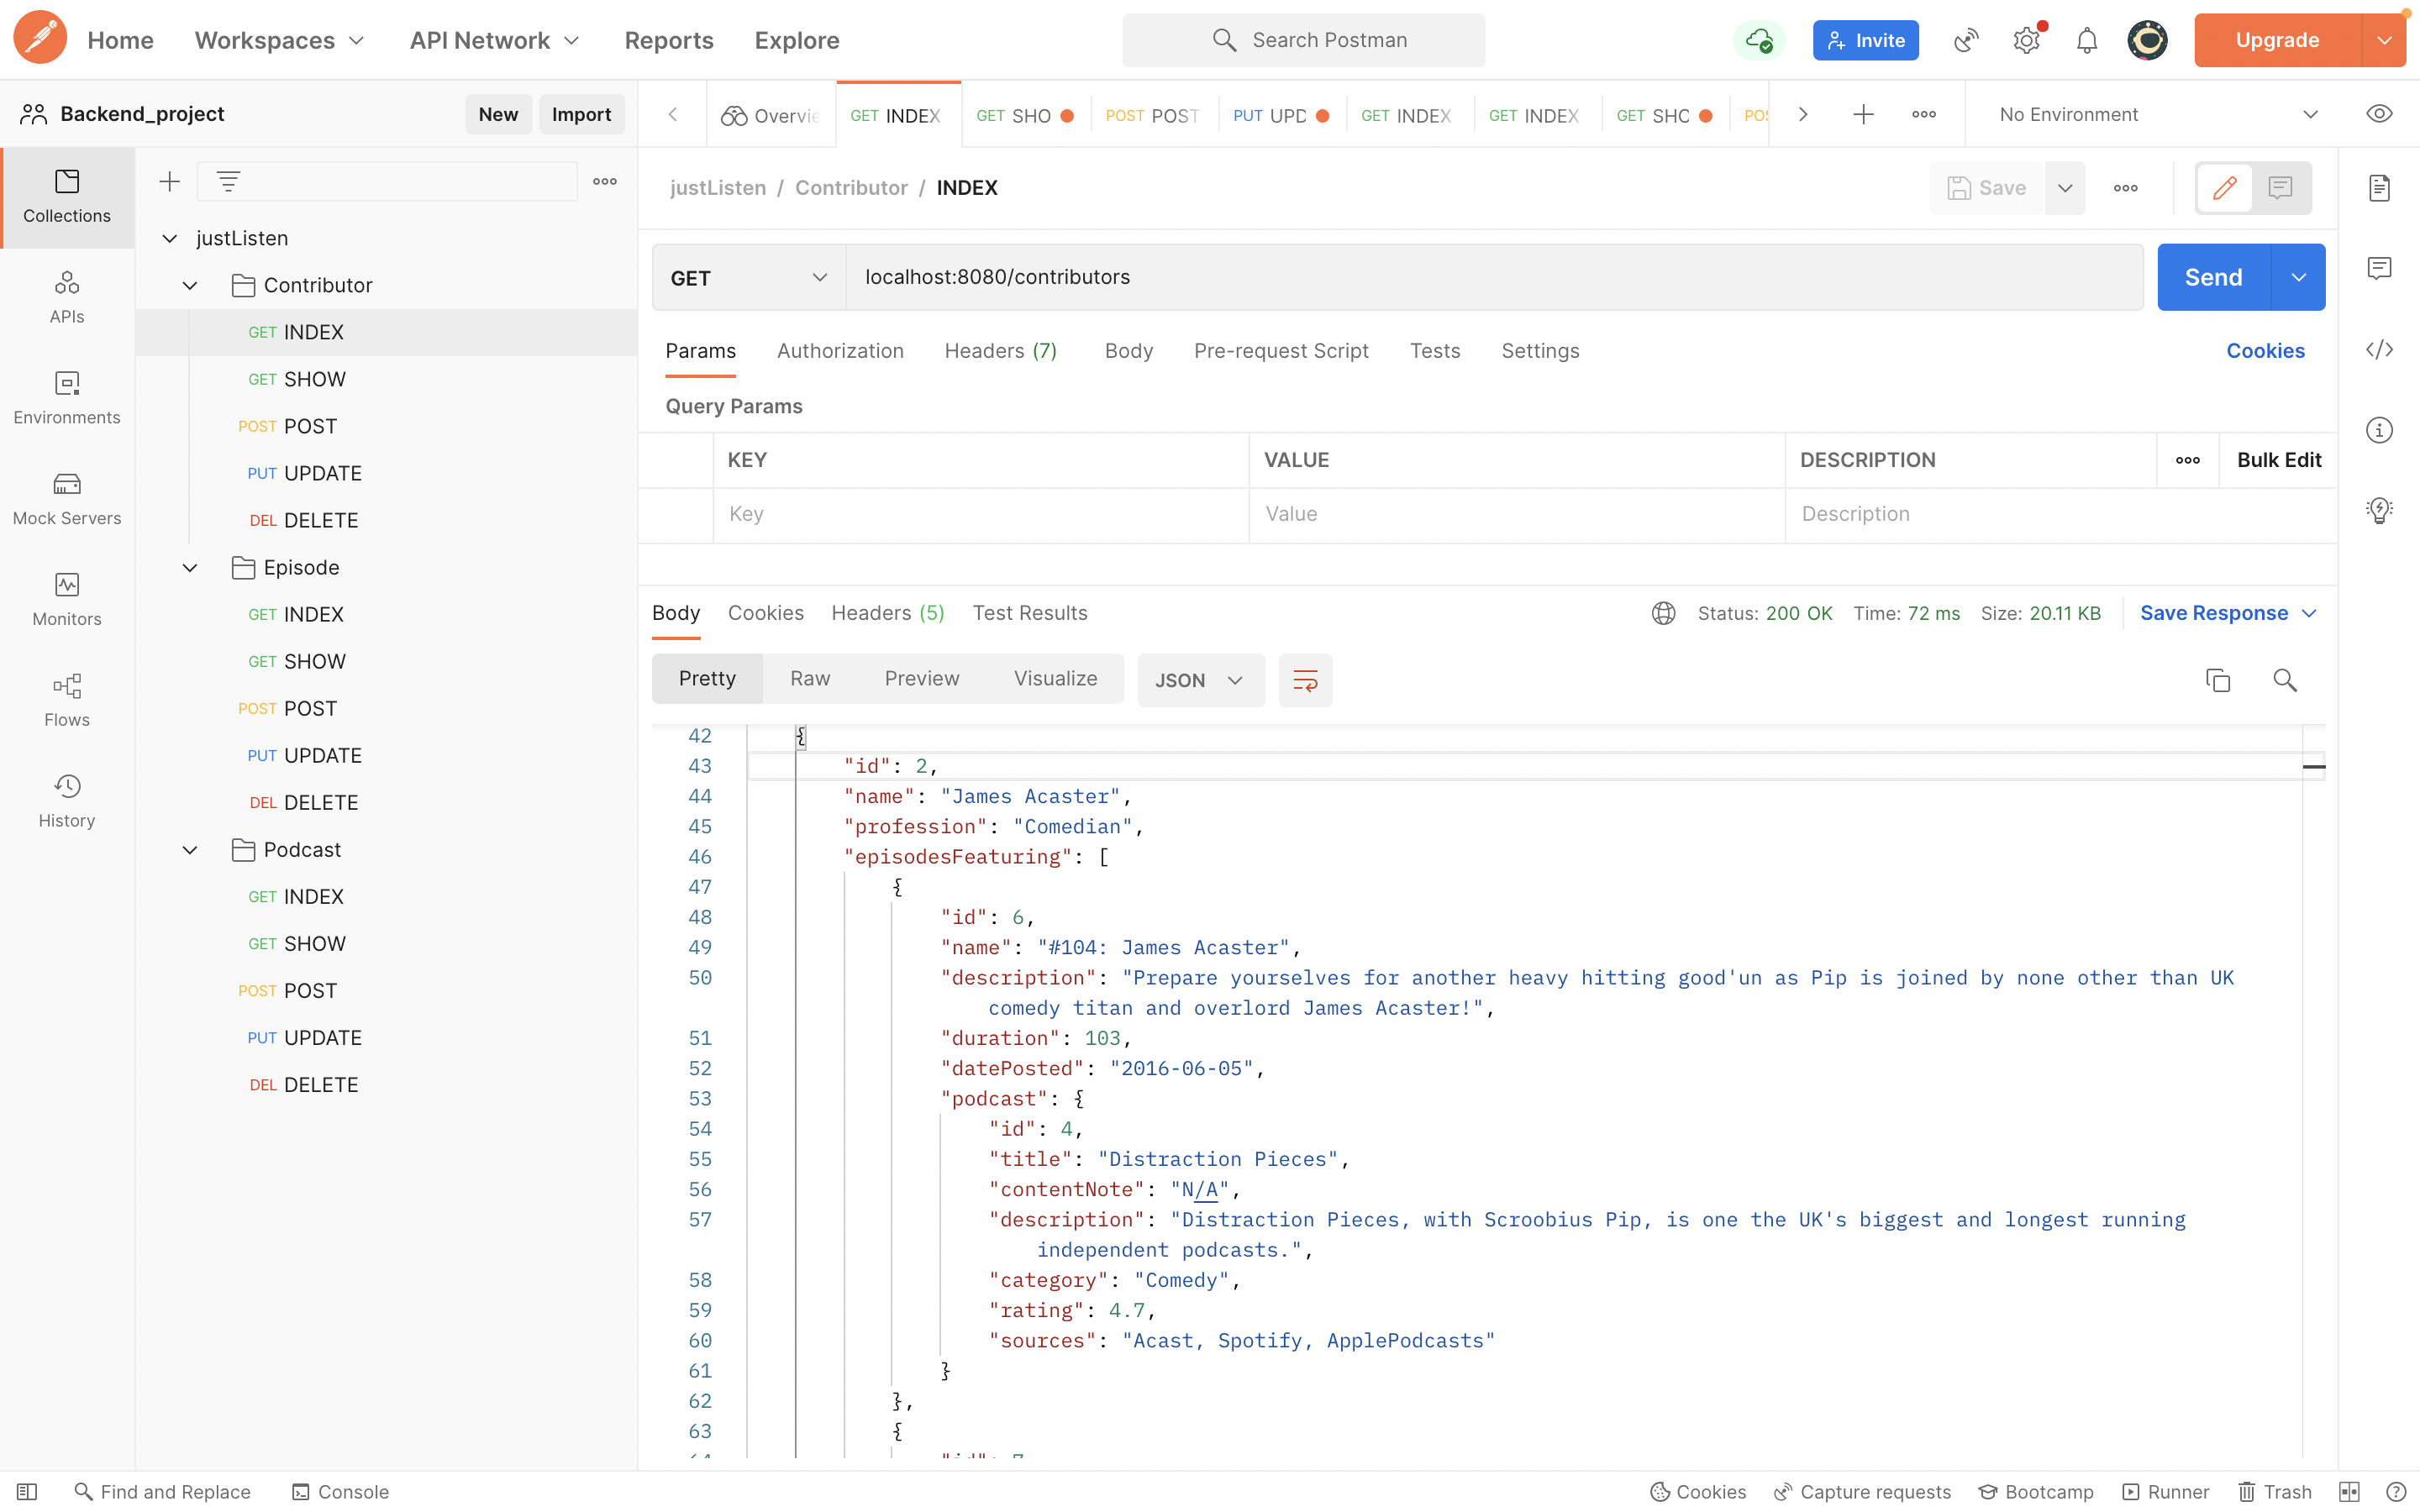 Home Workspaces API Network Reports Explore Search Postman Invite Upgrade
Backend_project New Import
Overvie GET INDEX GET SHO POST POST PUT UPD GET INDEX GET INDEX GET SHC POS No Environment
Collections
APIs
Environments
Mock Servers
Monitors
Flows
History
justListen
Contributor
GET INDEX
GET SHOW
POST POST
PUT UPDATE
DEL DELETE
Episode
GET INDEX
GET SHOW
POST POST
PUT UPDATE
DEL DELETE
Podcast
GET INDEX
GET SHOW
POST POST
PUT UPDATE
DEL DELETE
justListen / Contributor / INDEX Save
GET localhost:8080/contributors Send
Params Authorization Headers (7) Body Pre-request Script Tests Settings Cookies
Query Params
KEY VALUE DESCRIPTION Bulk Edit
Key Value Description
Body Cookies Headers (5) Test Results Status: 200 OK Time: 72 ms Size: 20.11 KB Save Response
Pretty Raw Preview Visualize JSON
42 {
43 "id": 2,
44 "name": "James Acaster",
45 "profession": "Comedian",
46 "episodesFeaturing": [
47 {
48 "id": 6,
49 "name": "#104: James Acaster",
50 "description": "Prepare yourselves for another heavy hitting good'un as Pip is joined by none other than UK
comedy titan and overlord James Acaster!",
51 "duration": 103,
52 "datePosted": "2016-06-05",
53 "podcast": {
54 "id": 4,
55 "title": "Distraction Pieces",
56 "contentNote": "N/A",
57 "description": "Distraction Pieces, with Scroobius Pip, is one the UK's biggest and longest running
independent podcasts.",
58 "category": "Comedy",
59 "rating": 4.7,
60 "sources": "Acast, Spotify, ApplePodcasts"
61 }
62 },
63 {
Find and Replace Console Cookies Capture requests Bootcamp Runner Trash